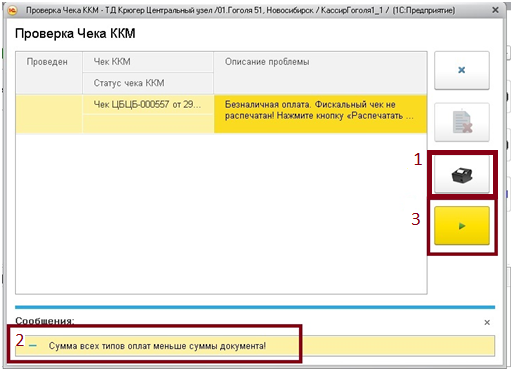 Проверка Чека ККМ - ТД Крюгер Центральный узел /01.Гоголя 51, Новосибирск / КассирГоголя1_1 / (1С:Предприятие)
Проверка Чека ККМ
Проведен
Чек ККМ
Описание проблемы
Статус чека ККМ
Чек ЦБЦБ-000557 от 29...
Безналичная оплата. Фискальный чек не
распечатан! Нажмите кнопку «Распечатать ...
1
3
Сообщения:
2
Сумма всех типов оплат меньше суммы документа!